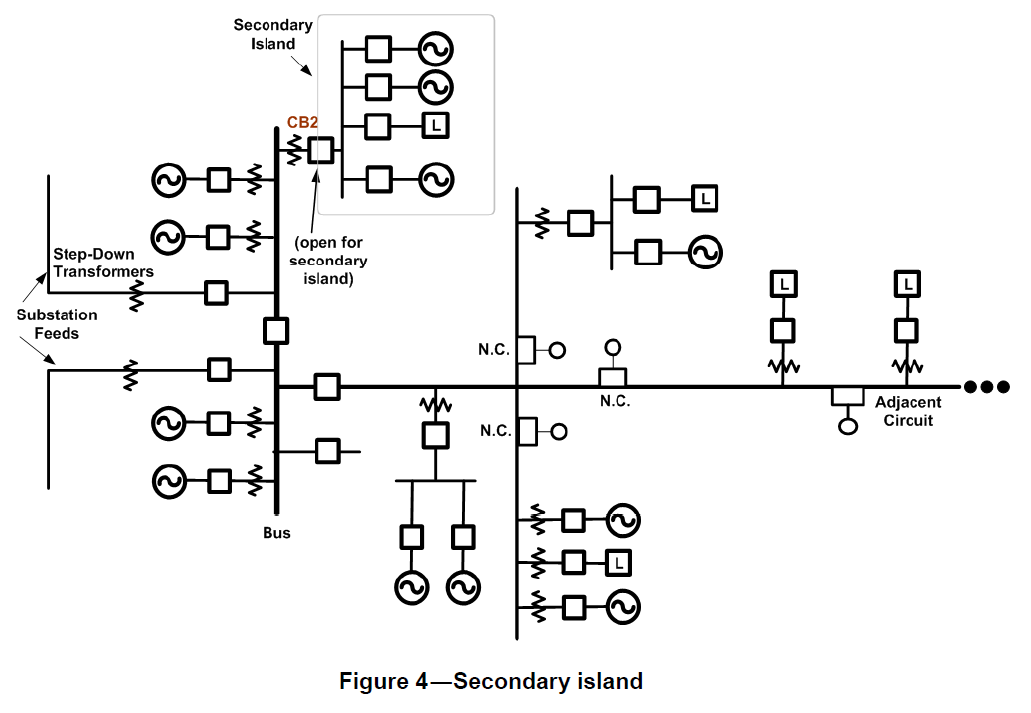 Secondary
Island
CB2
L
(open for
secondary
island)
Step-Down
Transformers
Substation
Feeds
L
L
L
N.C.
N.C.
N.C.
Adjacent
Circuit
L
Bus
Figure 4—Secondary island